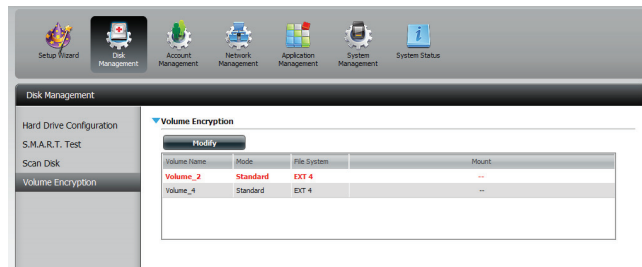 Setup Wizard
Disk Management
Account Management
Network Management
Application Management
System Management
System Status
Disk Management
Hard Drive Configuration
S.M.A.R.T. Test
Scan Disk
Volume Encryption
Volume Encryption
Modify
Volume Name Mode File System Mount
Volume_2 Standard EXT 4 --
Volume_4 Standard EXT 4 --